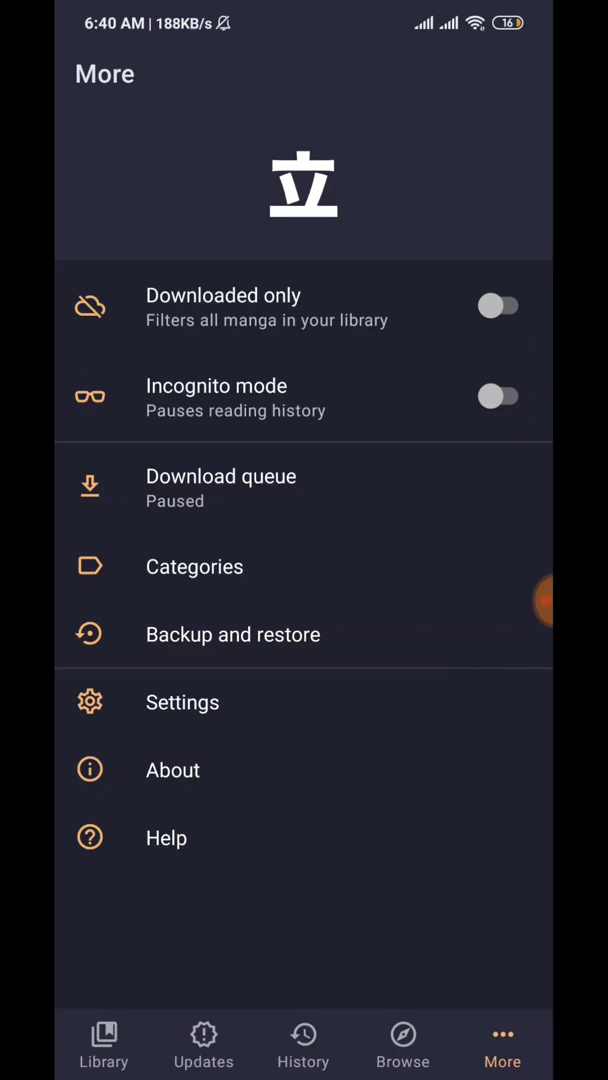 6:40 AM | 188KB/s
16
More
立
Downloaded only
Filters all manga in your library
Incognito mode
Pauses reading history
Download queue
Paused
Categories
Backup and restore
Settings
About
Help
Library
Updates
History
Browse
More